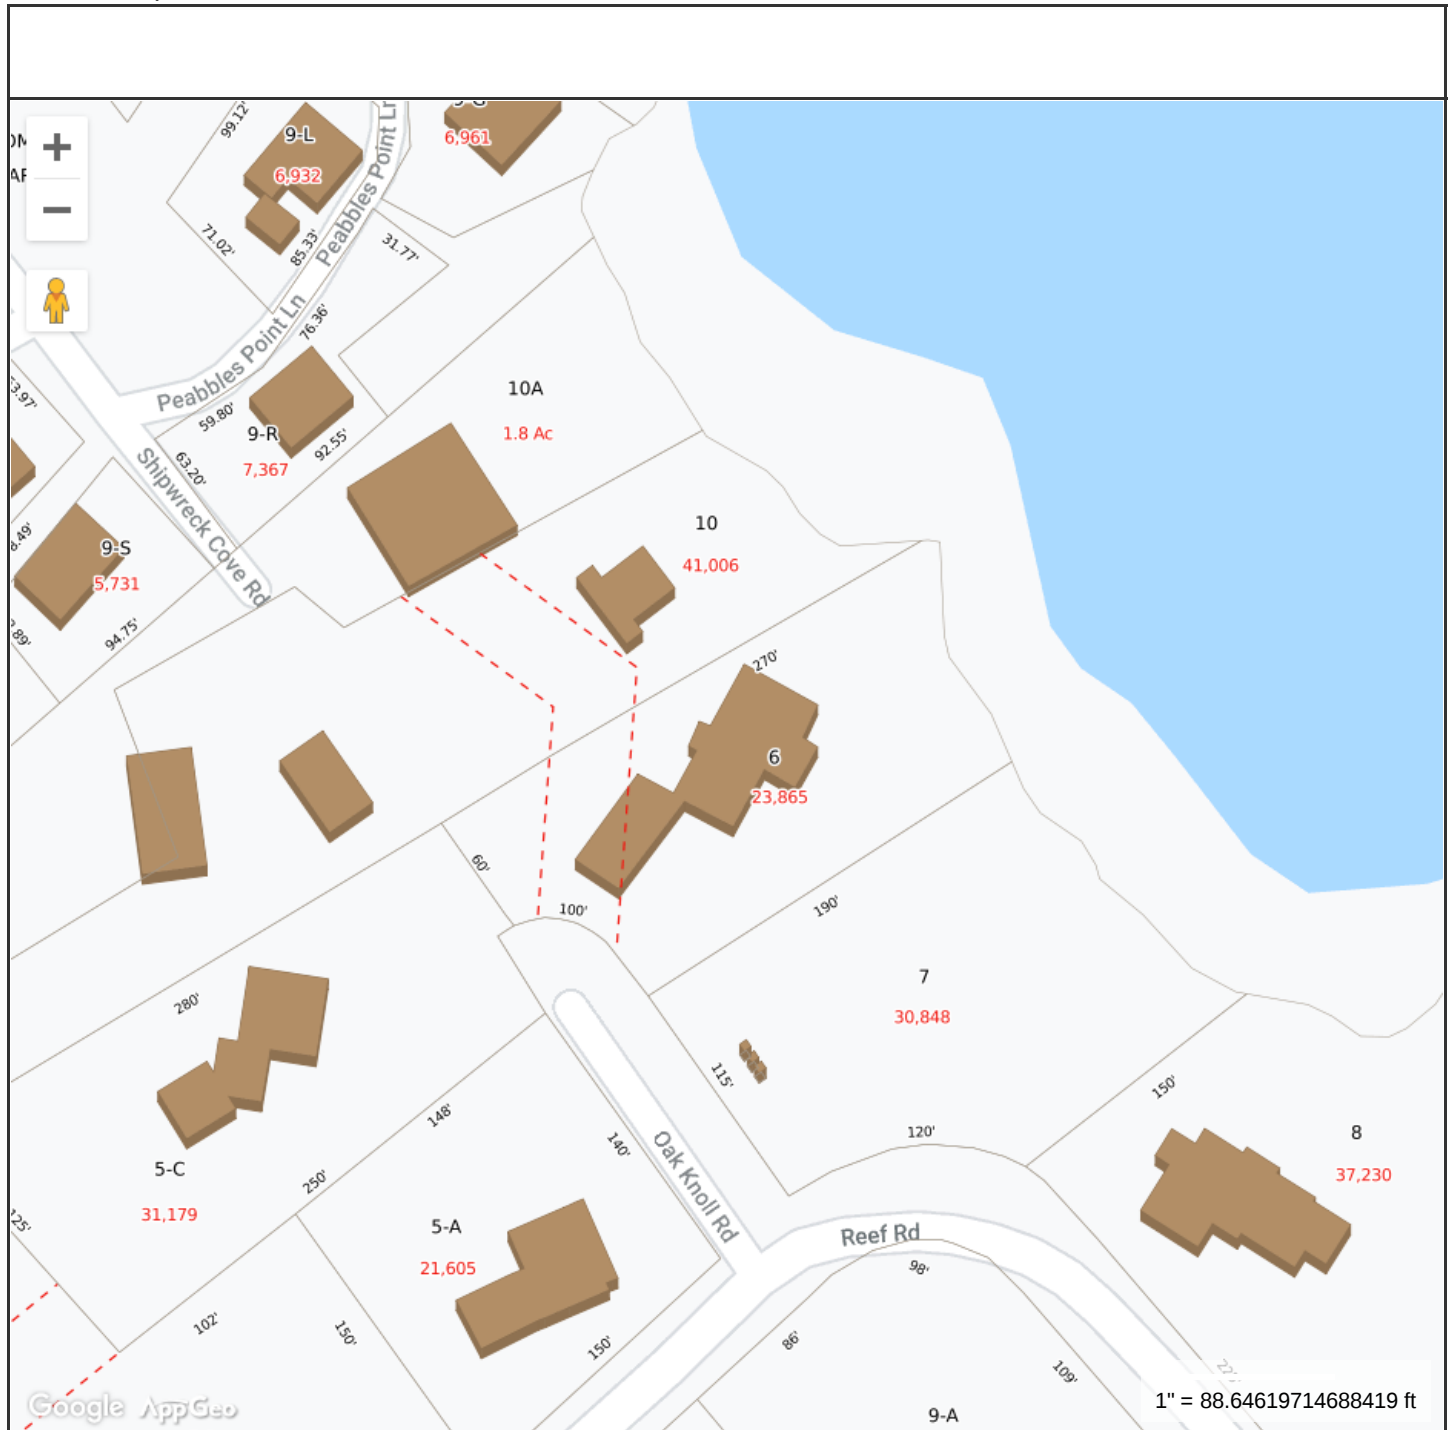 99.12'
9-L
6,932
6,961
Peabbles Point Ln
71.02'
85.33'
31.77'
Peabbles Point Ln
76.36'
59.80'
9-R
7,367
92.55'
63.20'
Shipwreck Cove Rd
10A
1.8 Ac
9-S
5,731
94.75'
10
41,006
270'
6
23,865
60'
100'
190'
7
30,848
115'
120'
150'
8
37,230
280'
5-C
31,179
148'
250'
140'
Oak Knoll Rd
Reef Rd
5-A
21,605
102'
150'
150'
98'
86'
109'
9-A
Google AppGeo
1" = 88.64619714688419 ft